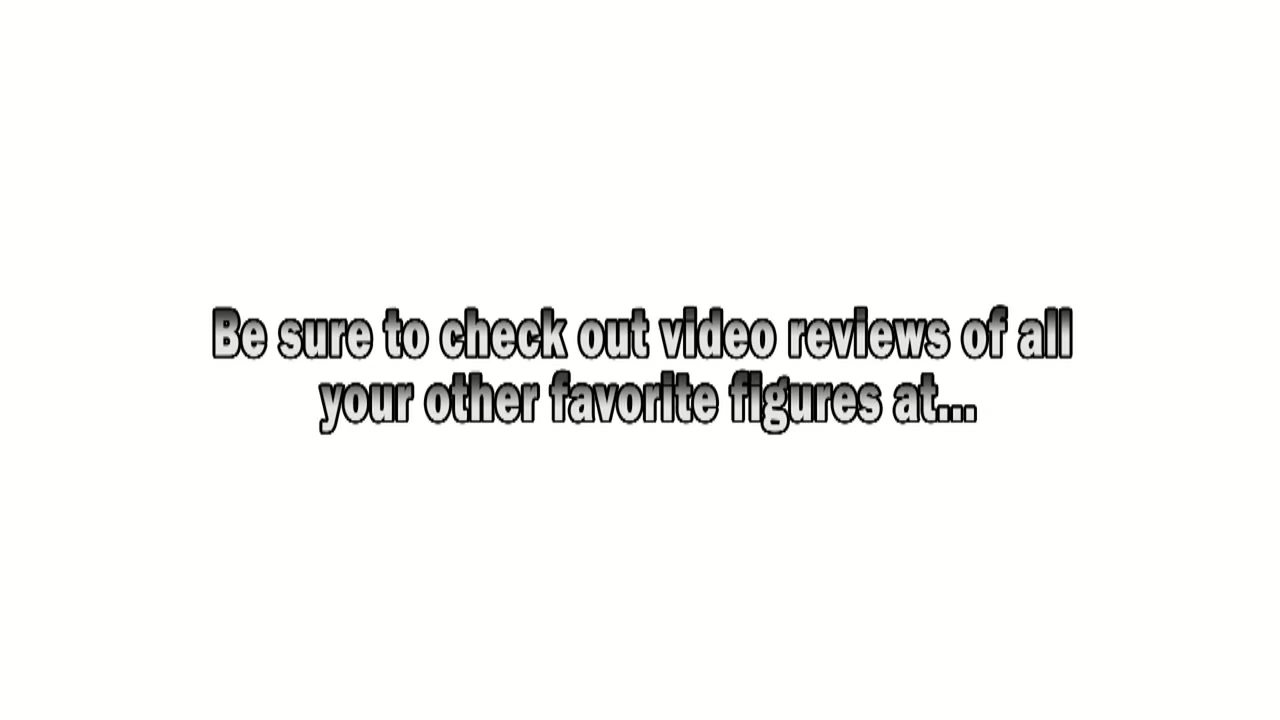 Be sure to check out video reviews of all
your other favorite figures at...